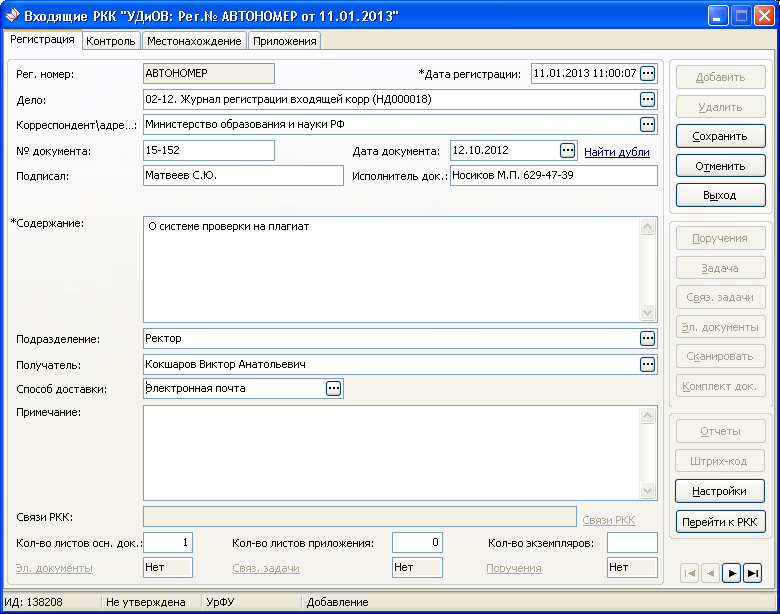 Входящие РКК "УДиОВ: Рег.№ АВТОНОМЕР от 11.01.2013"
Регистрация Контроль Местонахождение Приложения
Рег. номер: АВТОНОМЕР *Дата регистрации: 11.01.2013 11:00:07
Дело: 02-12. Журнал регистрации входящей корр (НД000018)
Корреспондент\адре...: Министерство образования и науки РФ
№ документа: 15-152 Дата документа: 12.10.2012 Найти дубли
Подписал: Матвеев С.Ю. Исполнитель док.: Носиков М.П. 629-47-39
*Содержание: О системе проверки на плагиат
Подразделение: Ректор
Получатель: Кокшаров Виктор Анатольевич
Способ доставки: Электронная почта
Примечание:
Связи РКК: Связи РКК
Кол-во листов осн. док.: 1 Кол-во листов приложения: 0 Кол-во экземпляров:
Эл. документы Нет Связ. задачи Нет Поручения Нет
Добавить
Удалить
Сохранить
Отменить
Выход
Поручения
Задача
Связ. задачи
Эл. документы
Сканировать
Комплект док.
Отчеты
Штрих-код
Настройки
Перейти к РКК
ИД: 138208 Не утверждена УрФУ Добавление